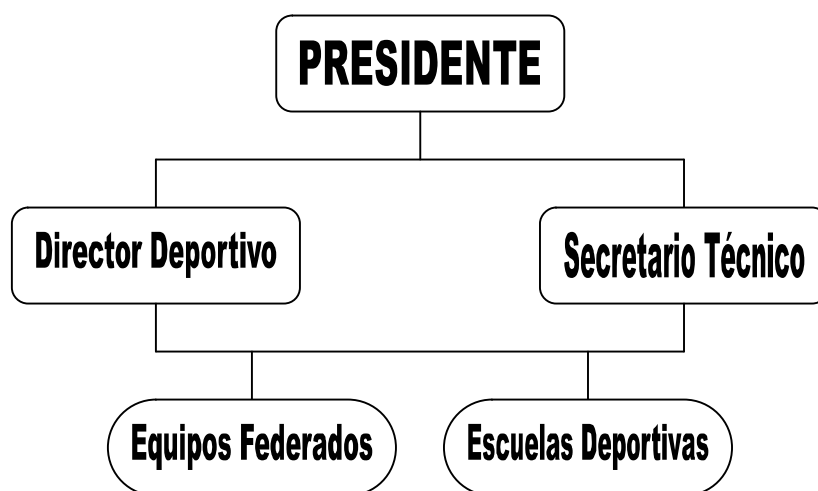 PRESIDENTE
Director Deportivo
Secretario Técnico
Equipos Federados
Escuelas Deportivas